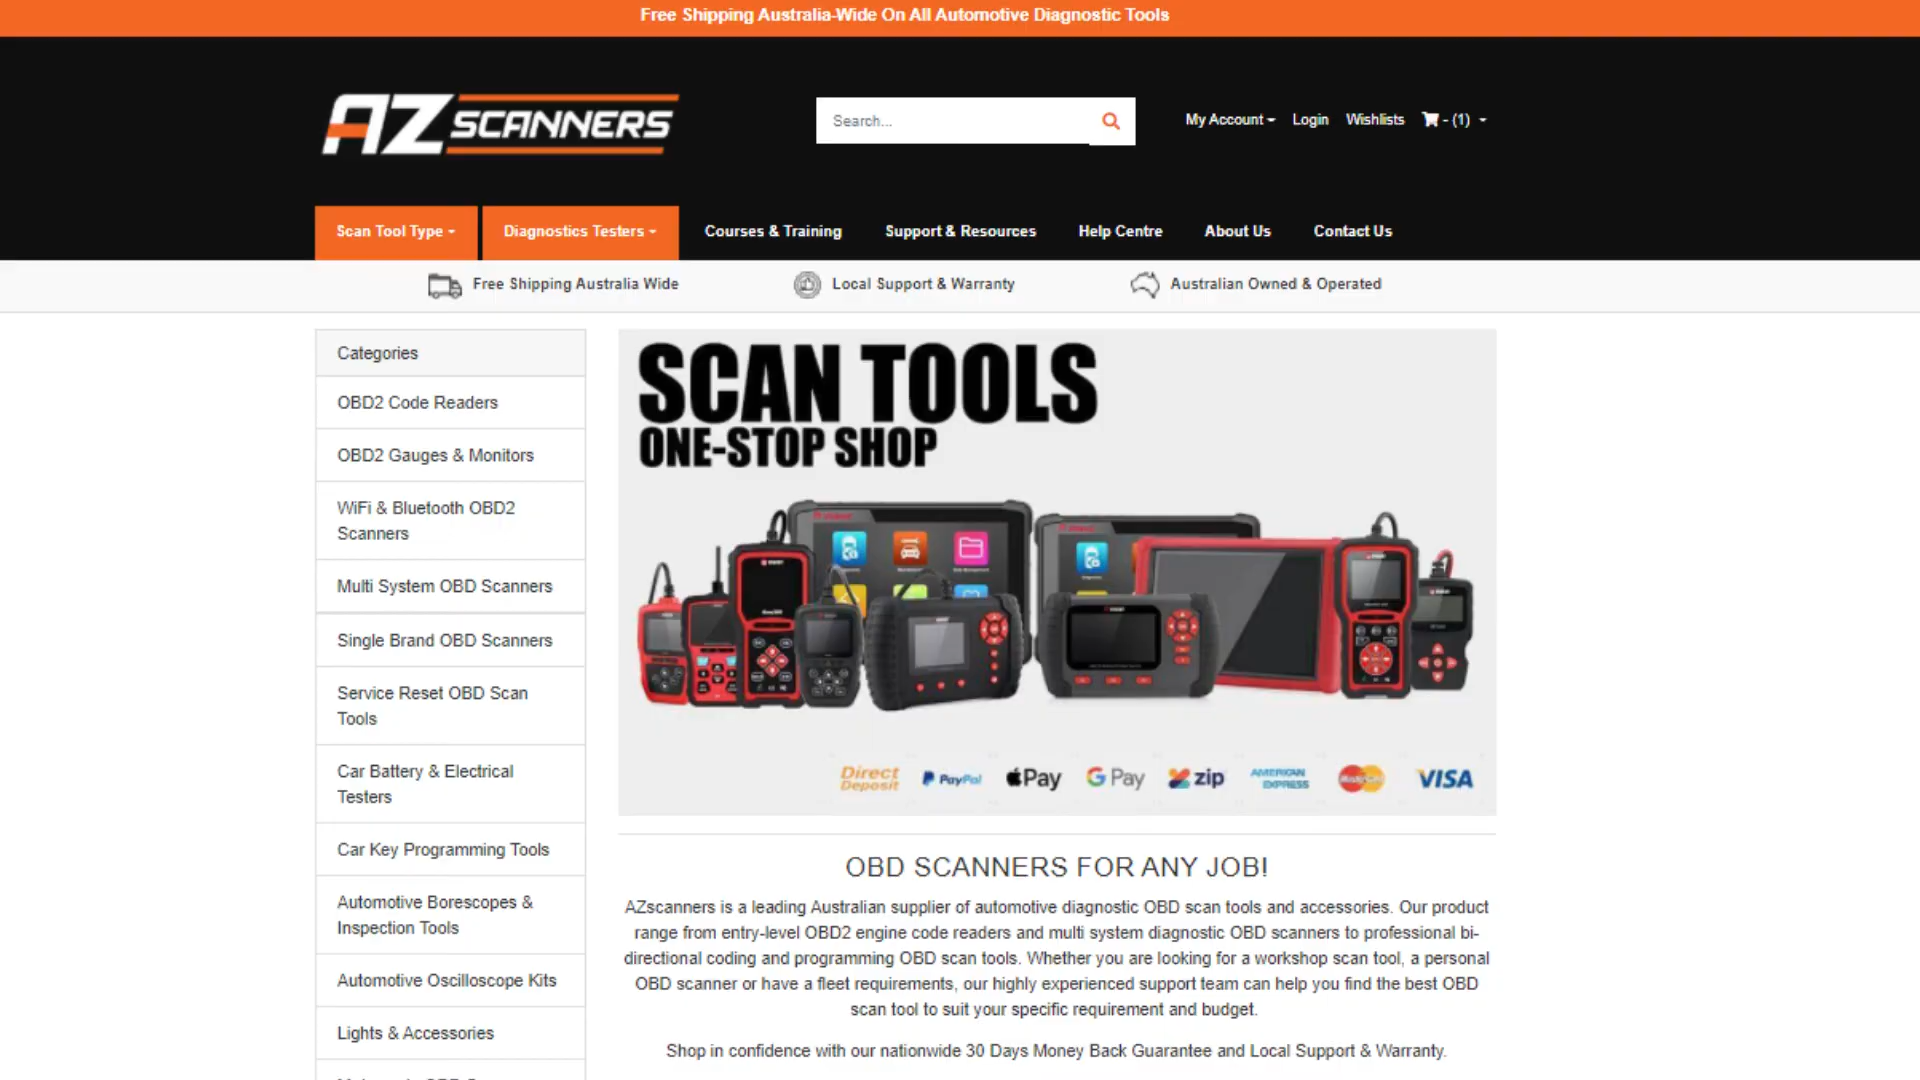 Free Shipping Australia-Wide On All Automotive Diagnostic Tools
AZ SCANNERS
Search...
My Account
Login
Wishlists
- (1)
Scan Tool Type
Diagnostics Testers
Courses & Training
Support & Resources
Help Centre
About Us
Contact Us
Free Shipping Australia Wide
Local Support & Warranty
Australian Owned & Operated
Categories
OBD2 Code Readers
OBD2 Gauges & Monitors
WiFi & Bluetooth OBD2
Scanners
Multi System OBD Scanners
Single Brand OBD Scanners
Service Reset OBD Scan
Tools
Car Battery & Electrical
Testers
Car Key Programming Tools
Automotive Borescopes &
Inspection Tools
Automotive Oscilloscope Kits
Lights & Accessories
SCAN TOOLS
ONE-STOP SHOP
Direct
Deposit
PayPal
Pay
G Pay
zip
AMERICAN
EXPRESS
MasterCard
VISA
OBD SCANNERS FOR ANY JOB!
AZscanners is a leading Australian supplier of automotive diagnostic OBD scan tools and accessories. Our product
range from entry-level OBD2 engine code readers and multi system diagnostic OBD scanners to professional bi-
directional coding and programming OBD scan tools. Whether you are looking for a workshop scan tool, a personal
OBD scanner or have a fleet requirements, our highly experienced support team can help you find the best OBD
scan tool to suit your specific requirement and budget.
Shop in confidence with our nationwide 30 Days Money Back Guarantee and Local Support & Warranty.